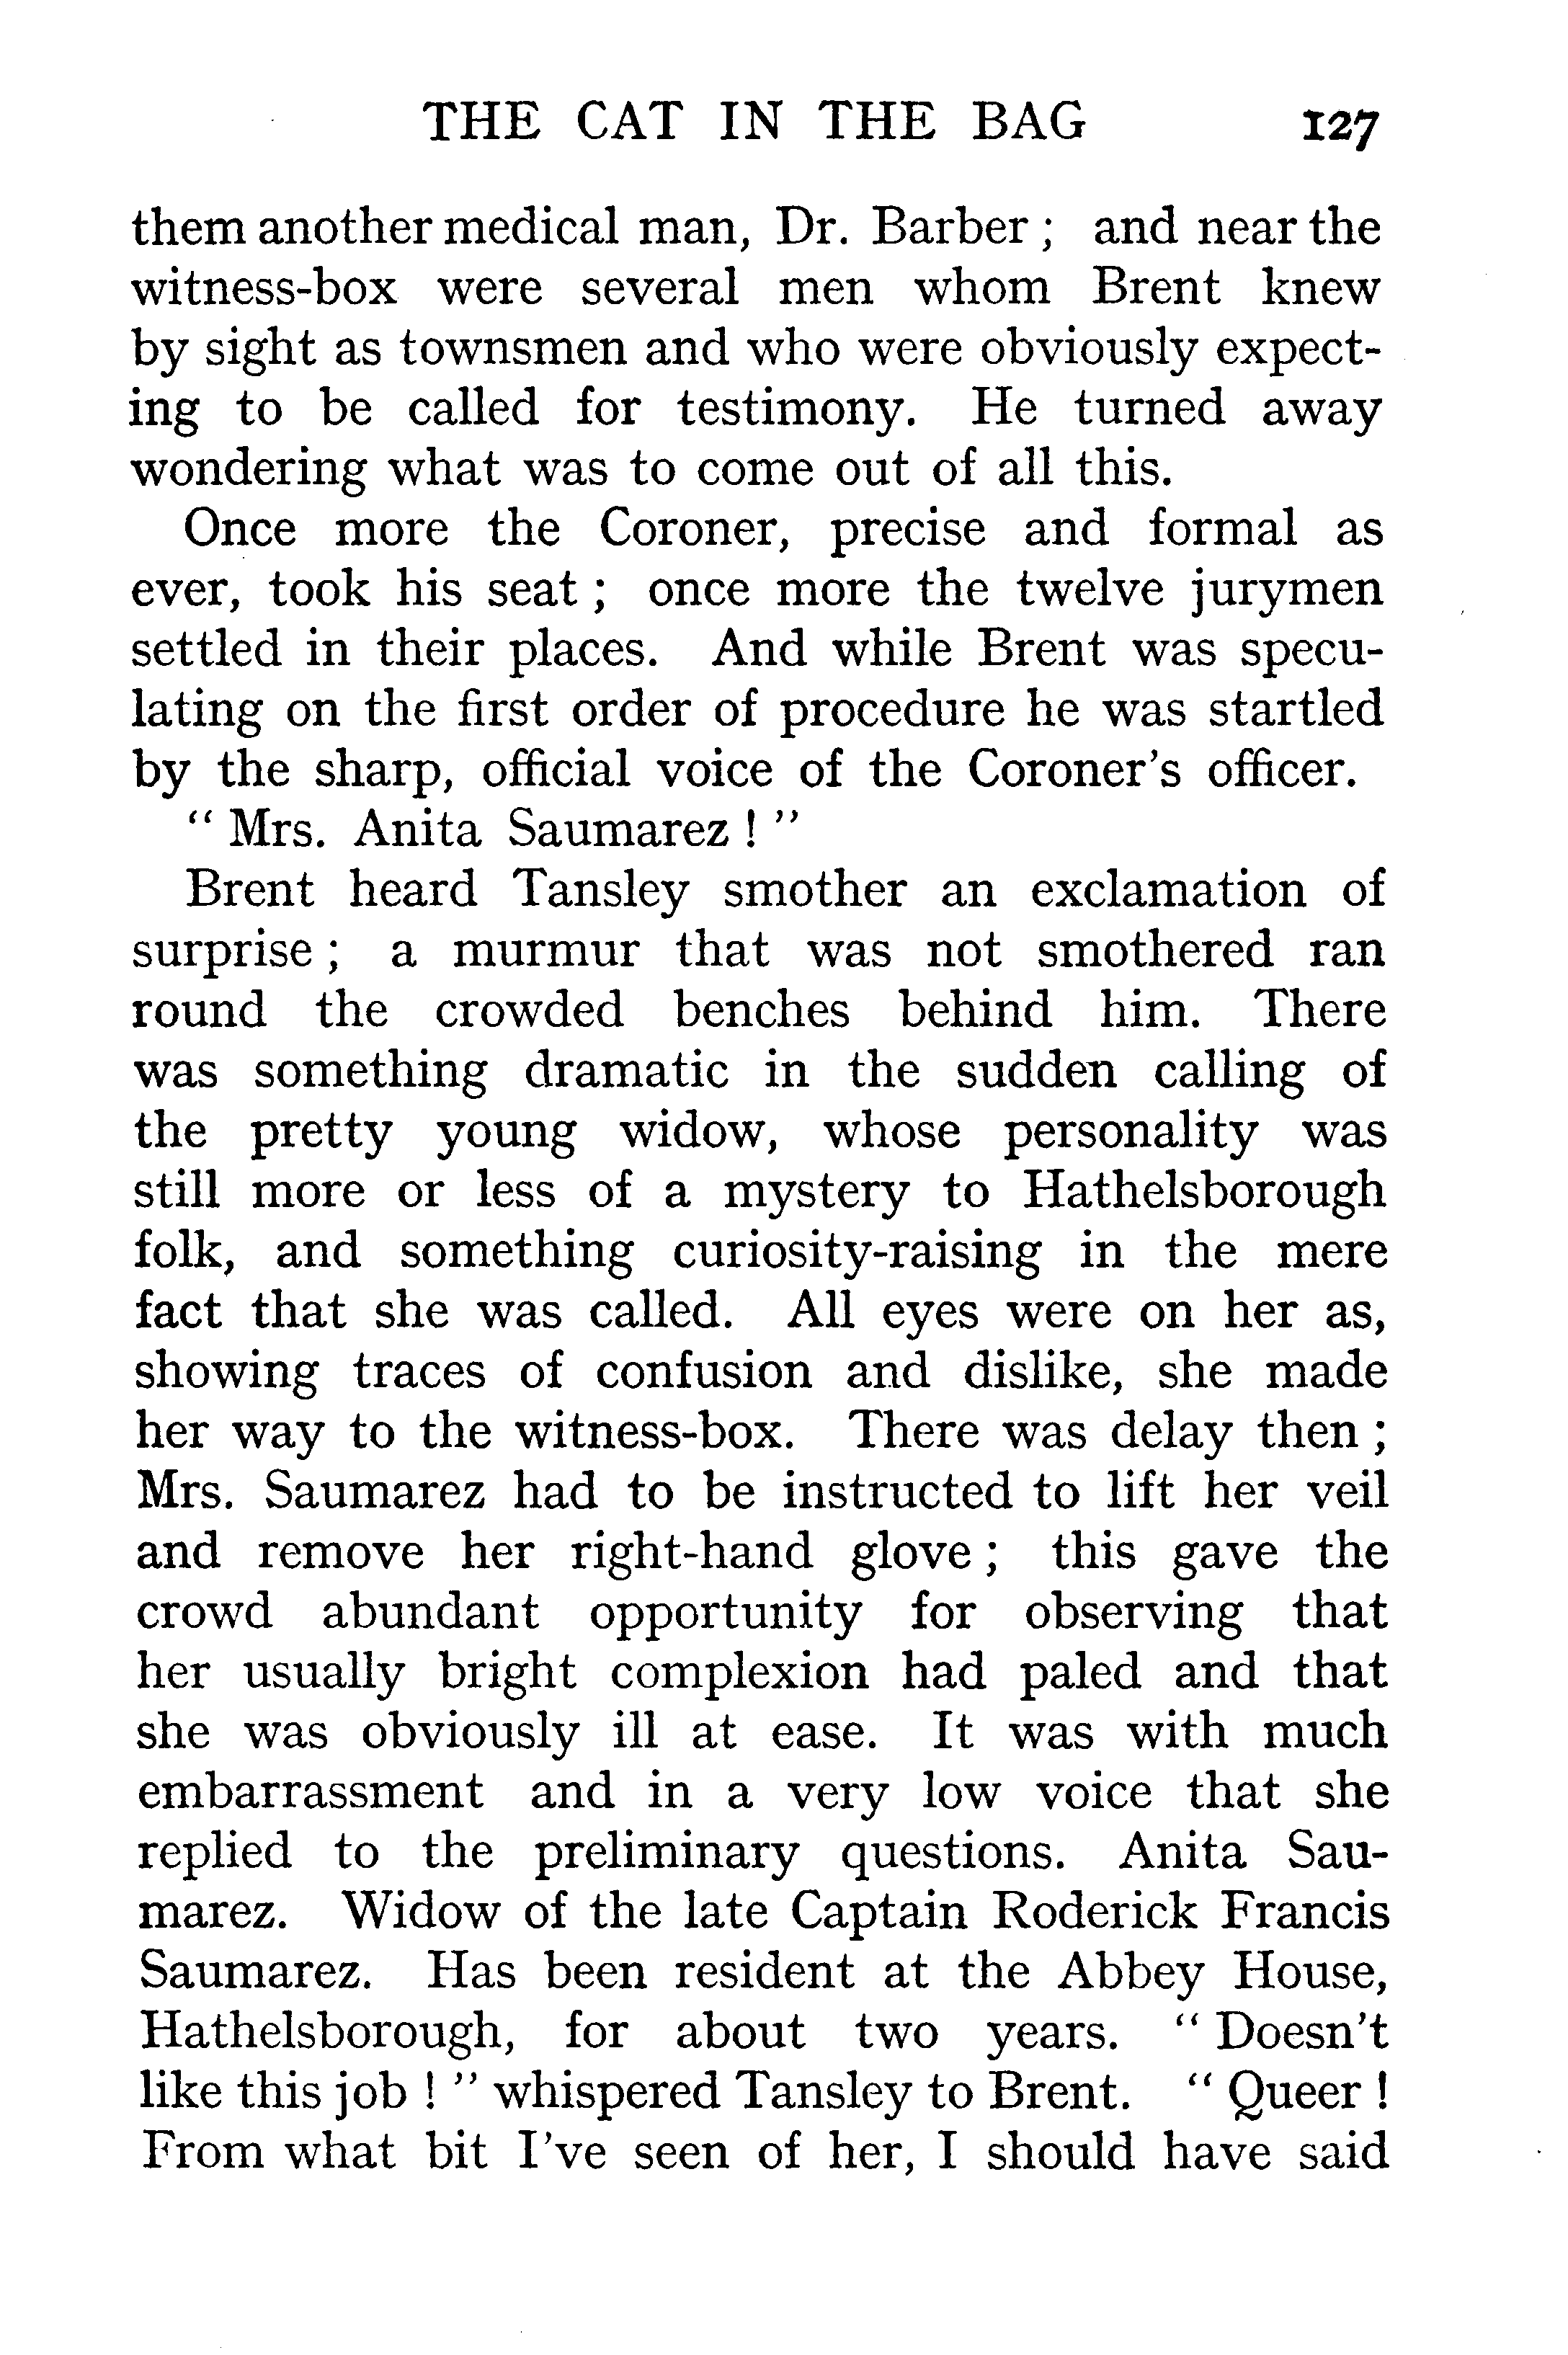 THE CAT IN THE BAG 127
them another medical man, Dr. Barber ; and near the
witness-box were several men whom Brent knew
by sight as townsmen and who were obviously expect-
ing to be called for testimony. He turned away
wondering what was to come out of all this.
Once more the Coroner, precise and formal as
ever, took his seat ; once more the twelve jurymen
settled in their places. And while Brent was specu-
lating on the first order of procedure he was startled
by the sharp, official voice of the Coroner’s officer.
“ Mrs. Anita Saumarez ! ”
Brent heard Tansley smother an exclamation of
surprise ; a murmur that was not smothered ran
round the crowded benches behind him. There
was something dramatic in the sudden calling of
the pretty young widow, whose personality was
still more or less of a mystery to Hathelsborough
folk, and something curiosity-raising in the mere
fact that she was called. All eyes were on her as,
showing traces of confusion and dislike, she made
her way to the witness-box. There was delay then ;
Mrs. Saumarez had to be instructed to lift her veil
and remove her right-hand glove ; this gave the
crowd abundant opportunity for observing that
her usually bright complexion had paled and that
she was obviously ill at ease. It was with much
embarrassment and in a very low voice that she
replied to the preliminary questions. Anita Sau-
marez. Widow of the late Captain Roderick Francis
Saumarez. Has been resident at the Abbey House,
Hathelsborough, for about two years. “ Doesn’t
like this job ! ” whispered Tansley to Brent. “ Queer !
From what bit I’ve seen of her, I should have said